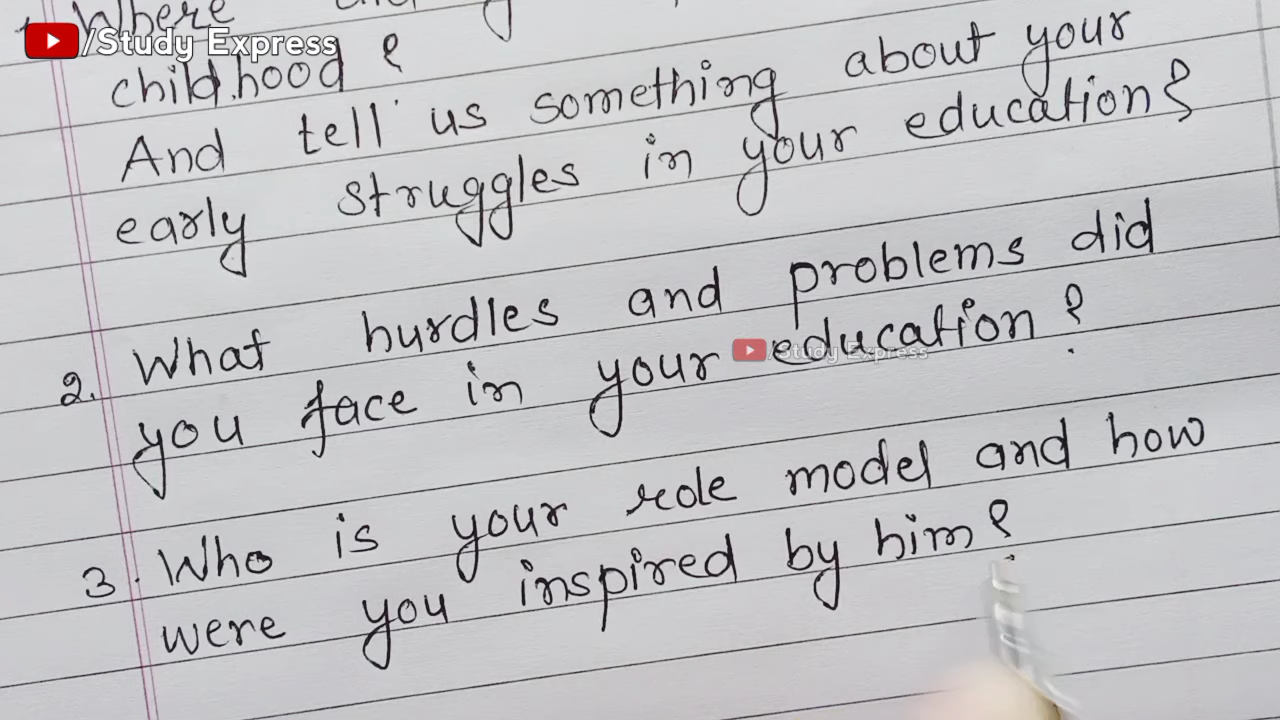 1. Where
/Study Express
childhood ?
And tell us something about your
early struggles in your education?
2. What hurdles and problems did
you face in your education?
/Study Express
3. Who is your role model and how
were you inspired by him?